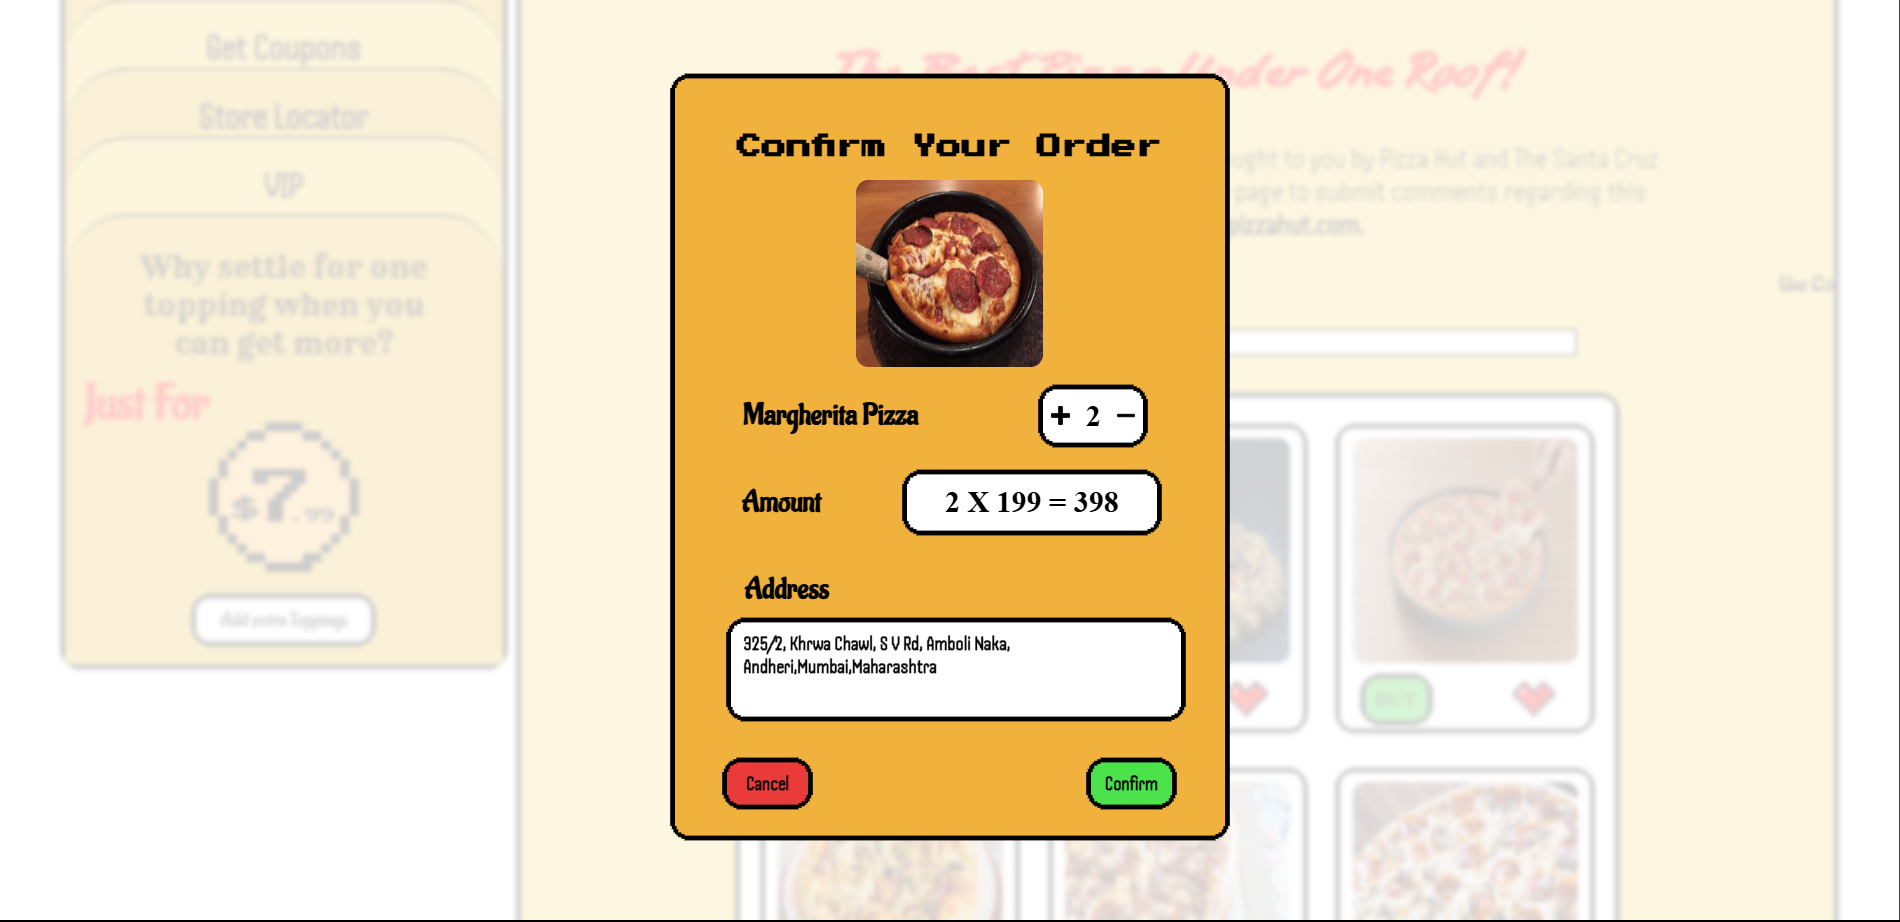 Get Coupons
Store Locator
VIP
Why settle for one
topping when you
can get more?
Just For
$7.99
Add extra Toppings
Under One Roof!
ught to you by Pizza Hut and The Santa Cruz
page to submit comments regarding this
pizzahut.com.
Use Co
Confirm Your Order
Margherita Pizza
+ 2 −
Amount
2 X 199 = 398
Address
325/2, Khrwa Chawl, S V Rd, Amboli Naka,
Andheri,Mumbai,Maharashtra
Cancel
Confirm
BUY